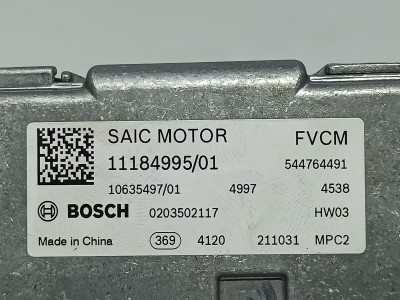 SAIC MOTOR FVCM
11184995/01 544764491
10635497/01 4997 4538
BOSCH 0203502117 HW03
Made in China 369 4120 211031 MPC2